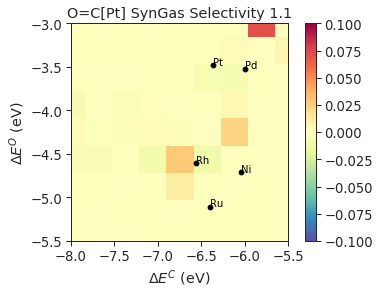 O=C[Pt] SynGas Selectivity 1.1
−3.0
−3.5
−4.0
−4.5
−5.0
−5.5
ΔE^O (eV)
Pt
Pd
Rh
Ni
Ru
−8.0 −7.5 −7.0 −6.5 −6.0 −5.5
ΔE^C (eV)
0.100
0.075
0.050
0.025
0.000
−0.025
−0.050
−0.075
−0.100